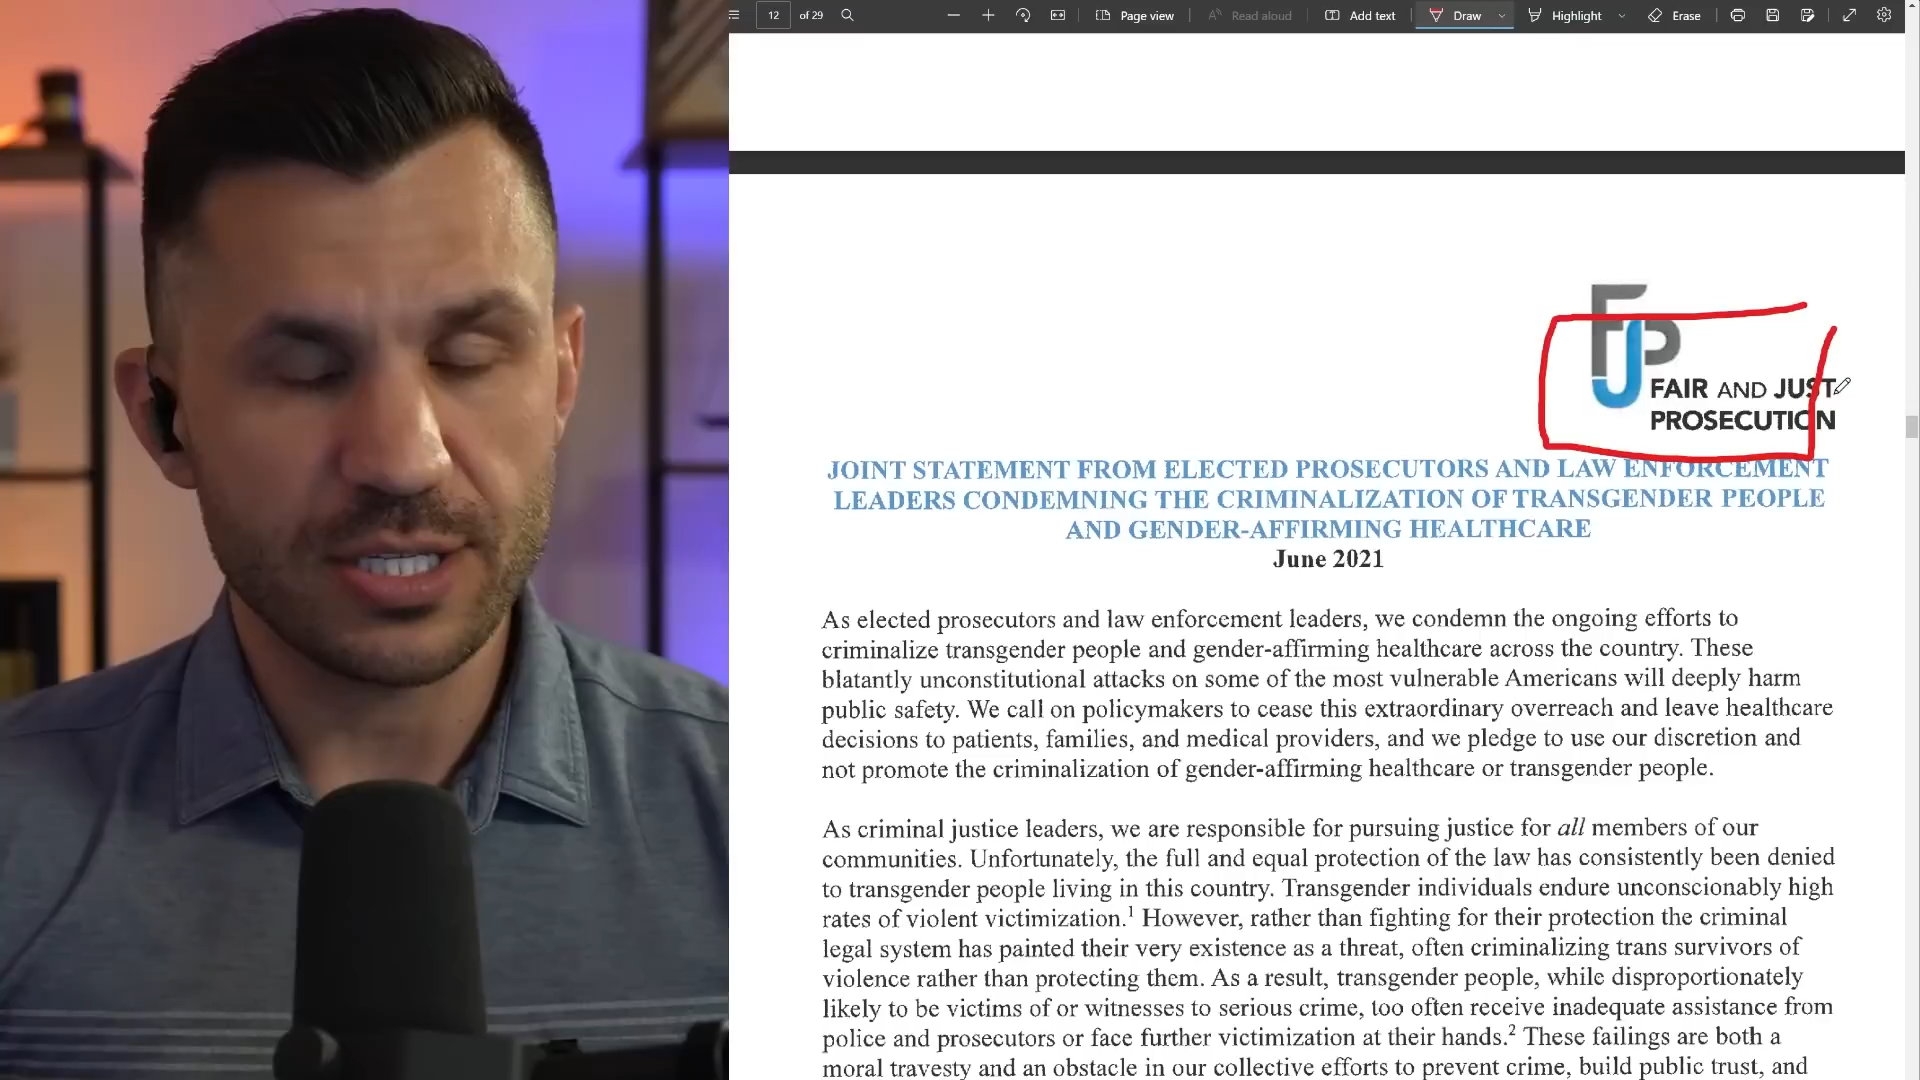 12 of 29 Page view Read aloud Add text Draw Highlight Erase
FJP
FAIR AND JUST
PROSECUTION
JOINT STATEMENT FROM ELECTED PROSECUTORS AND LAW ENFORCEMENT
LEADERS CONDEMNING THE CRIMINALIZATION OF TRANSGENDER PEOPLE
AND GENDER-AFFIRMING HEALTHCARE
June 2021
As elected prosecutors and law enforcement leaders, we condemn the ongoing efforts to
criminalize transgender people and gender-affirming healthcare across the country. These
blatantly unconstitutional attacks on some of the most vulnerable Americans will deeply harm
public safety. We call on policymakers to cease this extraordinary overreach and leave healthcare
decisions to patients, families, and medical providers, and we pledge to use our discretion and
not promote the criminalization of gender-affirming healthcare or transgender people.
As criminal justice leaders, we are responsible for pursuing justice for all members of our
communities. Unfortunately, the full and equal protection of the law has consistently been denied
to transgender people living in this country. Transgender individuals endure unconscionably high
rates of violent victimization.1 However, rather than fighting for their protection the criminal
legal system has painted their very existence as a threat, often criminalizing trans survivors of
violence rather than protecting them. As a result, transgender people, while disproportionately
likely to be victims of or witnesses to serious crime, too often receive inadequate assistance from
police and prosecutors or face further victimization at their hands.2 These failings are both a
moral travesty and an obstacle in our collective efforts to prevent crime, build public trust, and